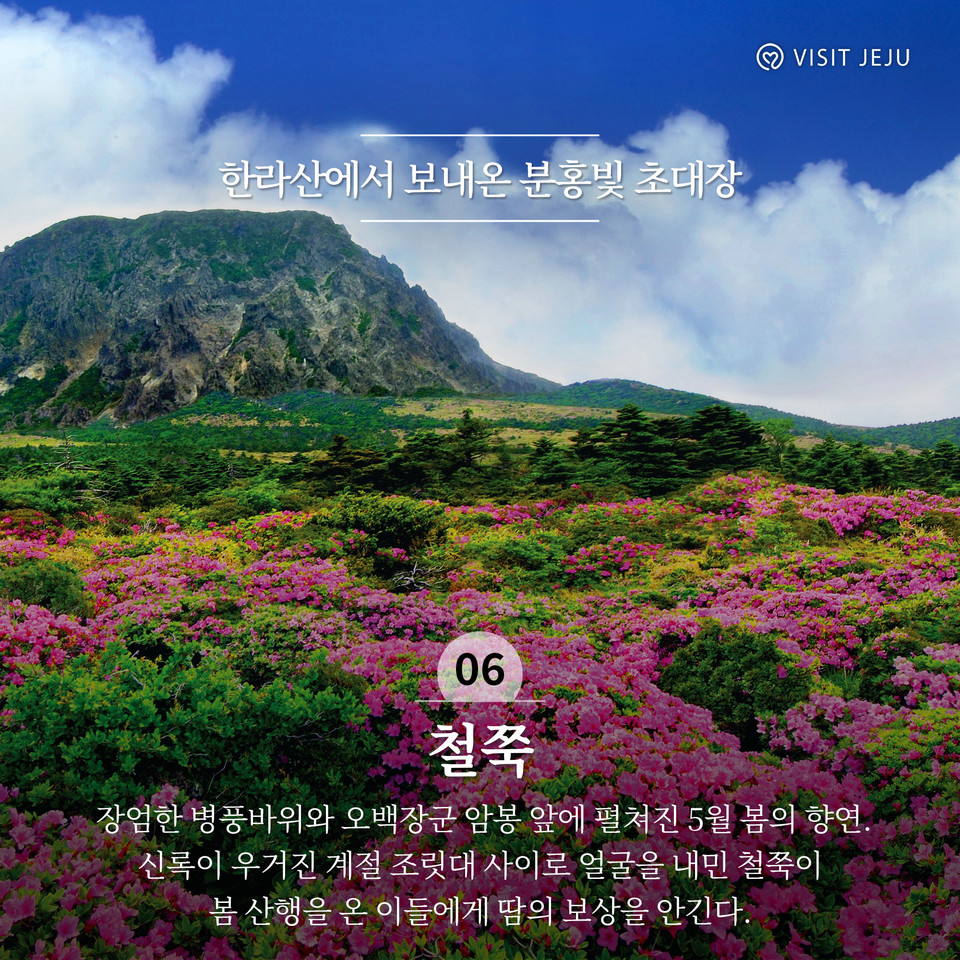 VISIT JEJU
한라산에서 보내온 분홍빛 초대장
06
철쭉
장엄한 병풍바위와 오백장군 암봉 앞에 펼쳐진 5월 봄의 향연.
신록이 우거진 계절 조릿대 사이로 얼굴을 내민 철쭉이
봄 산행을 온 이들에게 땀의 보상을 안긴다.